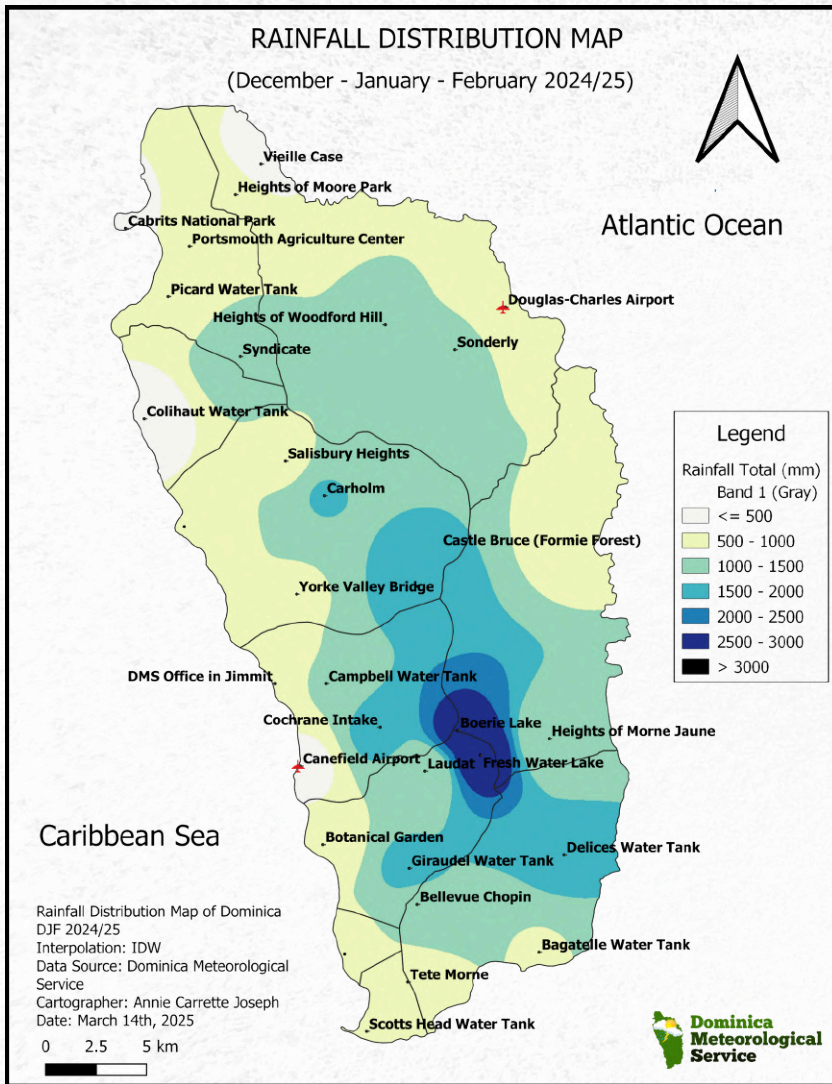 RAINFALL DISTRIBUTION MAP
(December - January - February 2024/25)
Vieille Case
Heights of Moore Park
Cabrits National Park
Atlantic Ocean
Portsmouth Agriculture Center
Picard Water Tank
Douglas-Charles Airport
Heights of Woodford Hill
Sonderly
Syndicate
Colihaut Water Tank
Salisbury Heights
Carholm
Castle Bruce (Formie Forest)
Yorke Valley Bridge
DMS Office in Jimmit
Campbell Water Tank
Cochrane Intake
Boerie Lake
Heights of Morne Jaune
Canefield Airport
Laudat
Fresh Water Lake
Caribbean Sea
Botanical Garden
Delices Water Tank
Giraudel Water Tank
Bellevue Chopin
Bagatelle Water Tank
Tete Morne
Scotts Head Water Tank
Legend
Rainfall Total (mm)
Band 1 (Gray)
<= 500
500 - 1000
1000 - 1500
1500 - 2000
2000 - 2500
2500 - 3000
> 3000
Rainfall Distribution Map of Dominica
DJF 2024/25
Interpolation: IDW
Data Source: Dominica Meteorological
Service
Cartographer: Annie Carrette Joseph
Date: March 14th, 2025
0 2.5 5 km
Dominica
Meteorological
Service